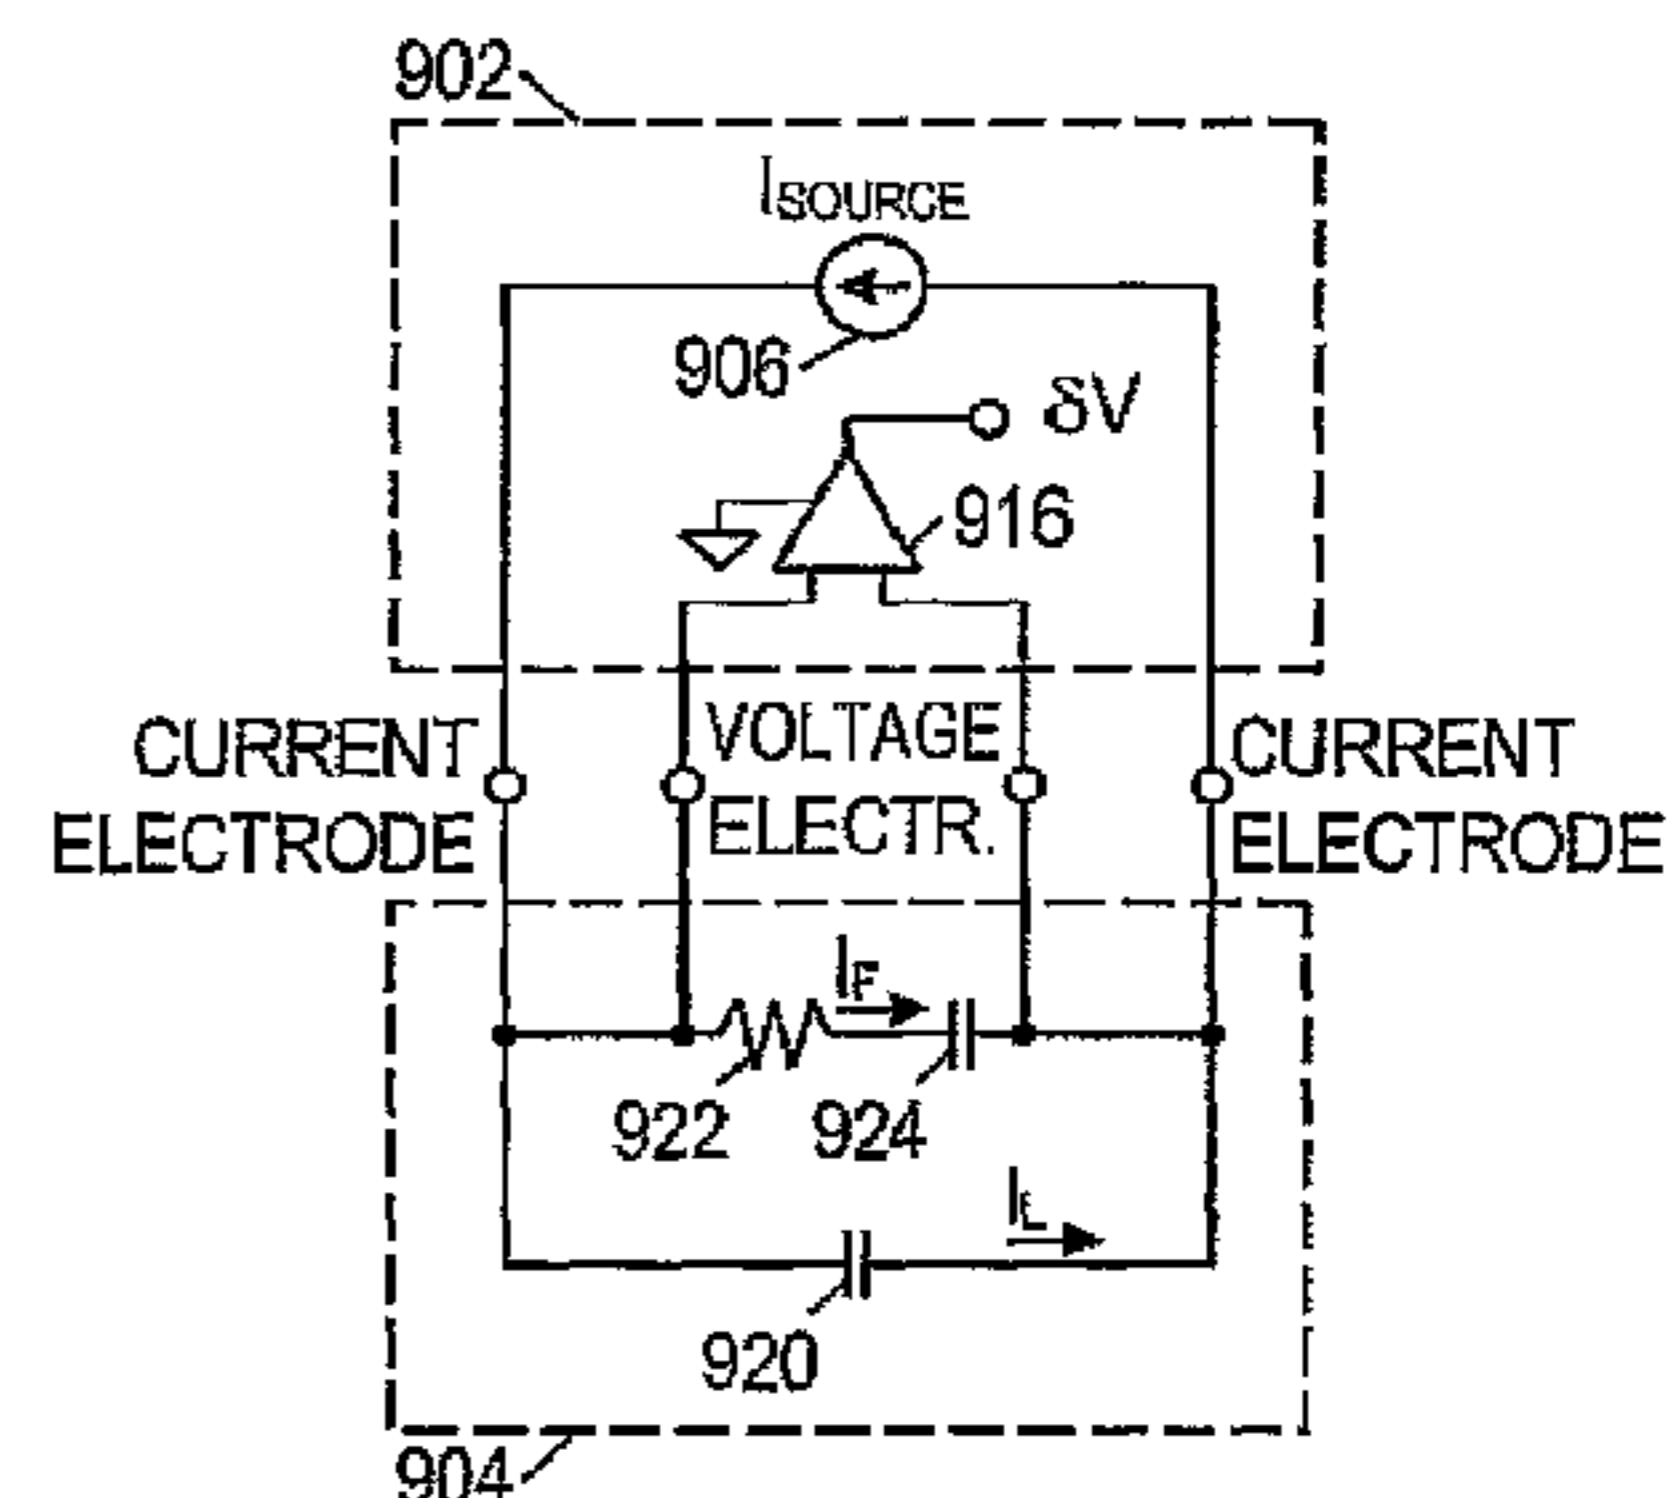 902
ISOURCE
906
δV
916
CURRENT
ELECTRODE
VOLTAGE
ELECTR.
CURRENT
ELECTRODE
IF
922
924
IL
920
904